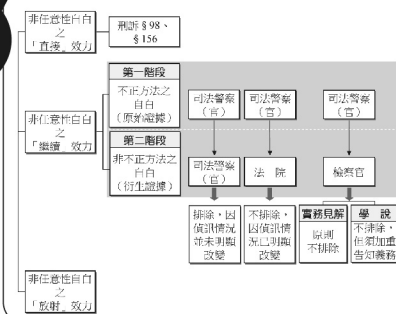 非任意性自白
之
「直接」效力
刑訴§98、
§156
非任意性自白
之
「繼續」效力
第一階段
不正方法之
自白
（原始證據）
司法警察
（官）
司法警察
（官）
司法警察
（官）
第二階段
非不正方法之
自白
（衍生證據）
司法警察
（官）
法 院
檢察官
排除，因
偵訊情況
並未明顯
改變
不排除，
因偵訊情
況已明顯
改變
實務見解
原則
不排除
學 說
不排除，
但須加重
告知義務
非任意性自白
之
「放射」效力